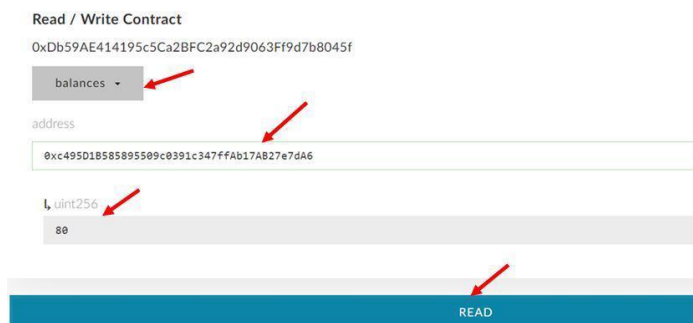 Read / Write Contract
0xDb59AE414195c5Ca2BFC2a92d9063Ff9d7b8045f
balances
address
0xc495D1B585895509c0391c347ffAb17AB27e7dA6
↳ uint256
80
READ